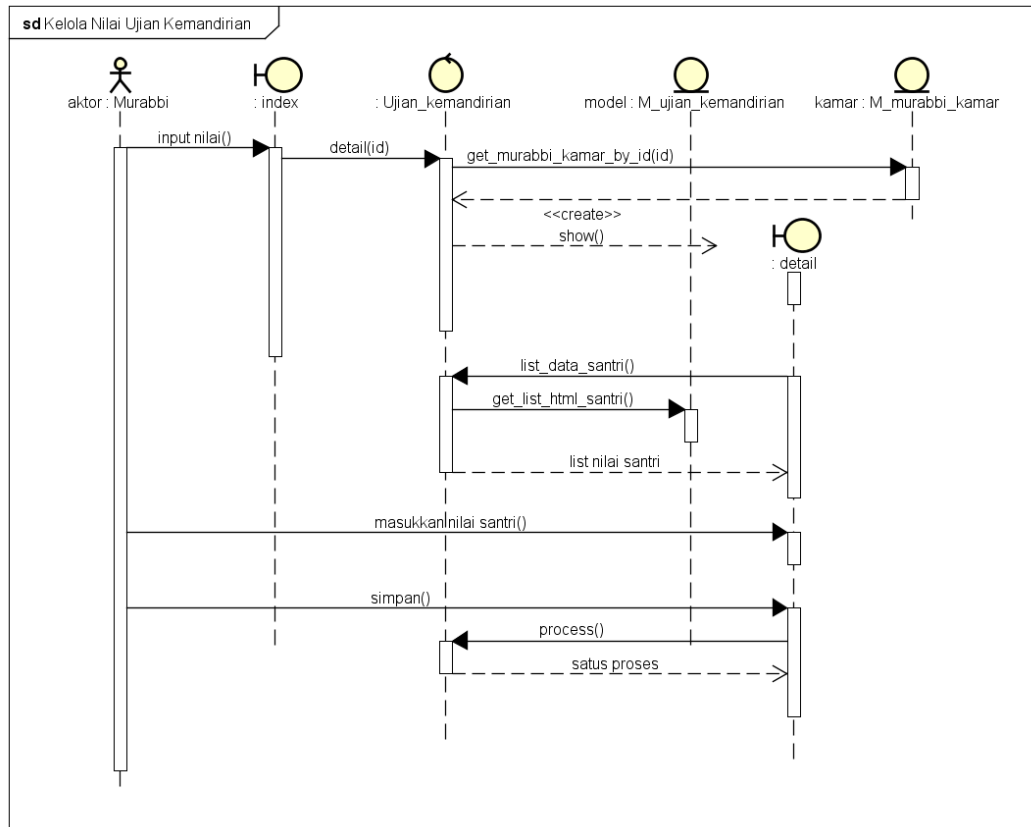 sd Kelola Nilai Ujian Kemandirian
aktor : Murabbi
: index
: Ujian_kemandirian
model : M_ujian_kemandirian
kamar : M_murabbi_kamar
input nilai()
detail(id)
get_murabbi_kamar_by_id(id)
<<create>>
show()
: detail
list_data_santri()
get_list_html_santri()
list nilai santri
masukkan nilai santri()
simpan()
process()
satus proses